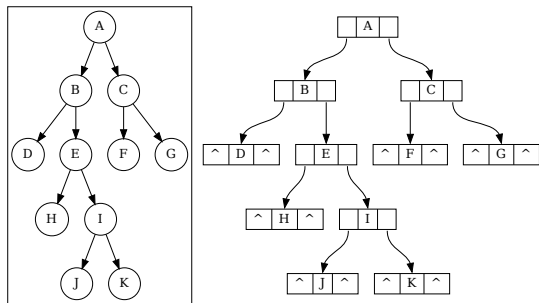 A
B C
D E F G
H I
J K
A
B C
^ D ^ E ^ F ^ ^ G ^
^ H ^ I
^ J ^ ^ K ^